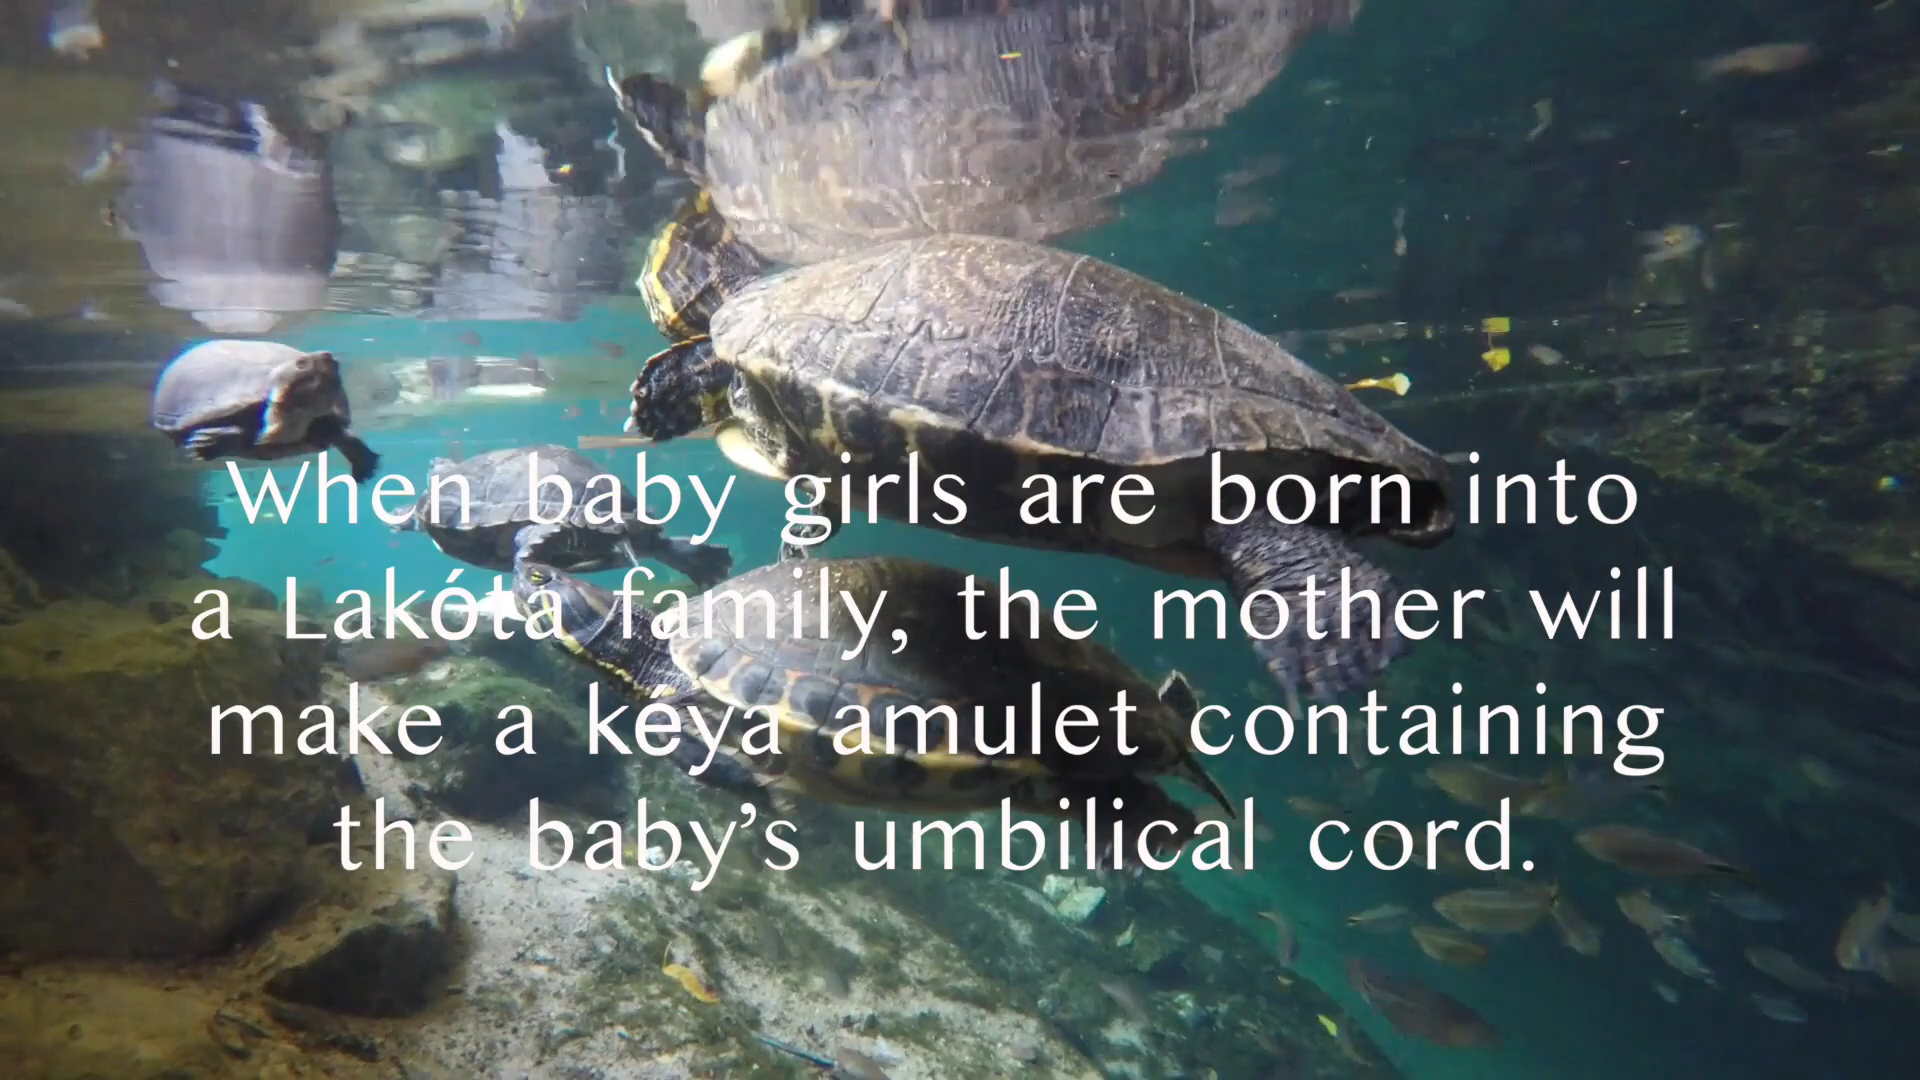 When baby girls are born into
a Lakóta family, the mother will
make a kéya amulet containing
the baby’s umbilical cord.